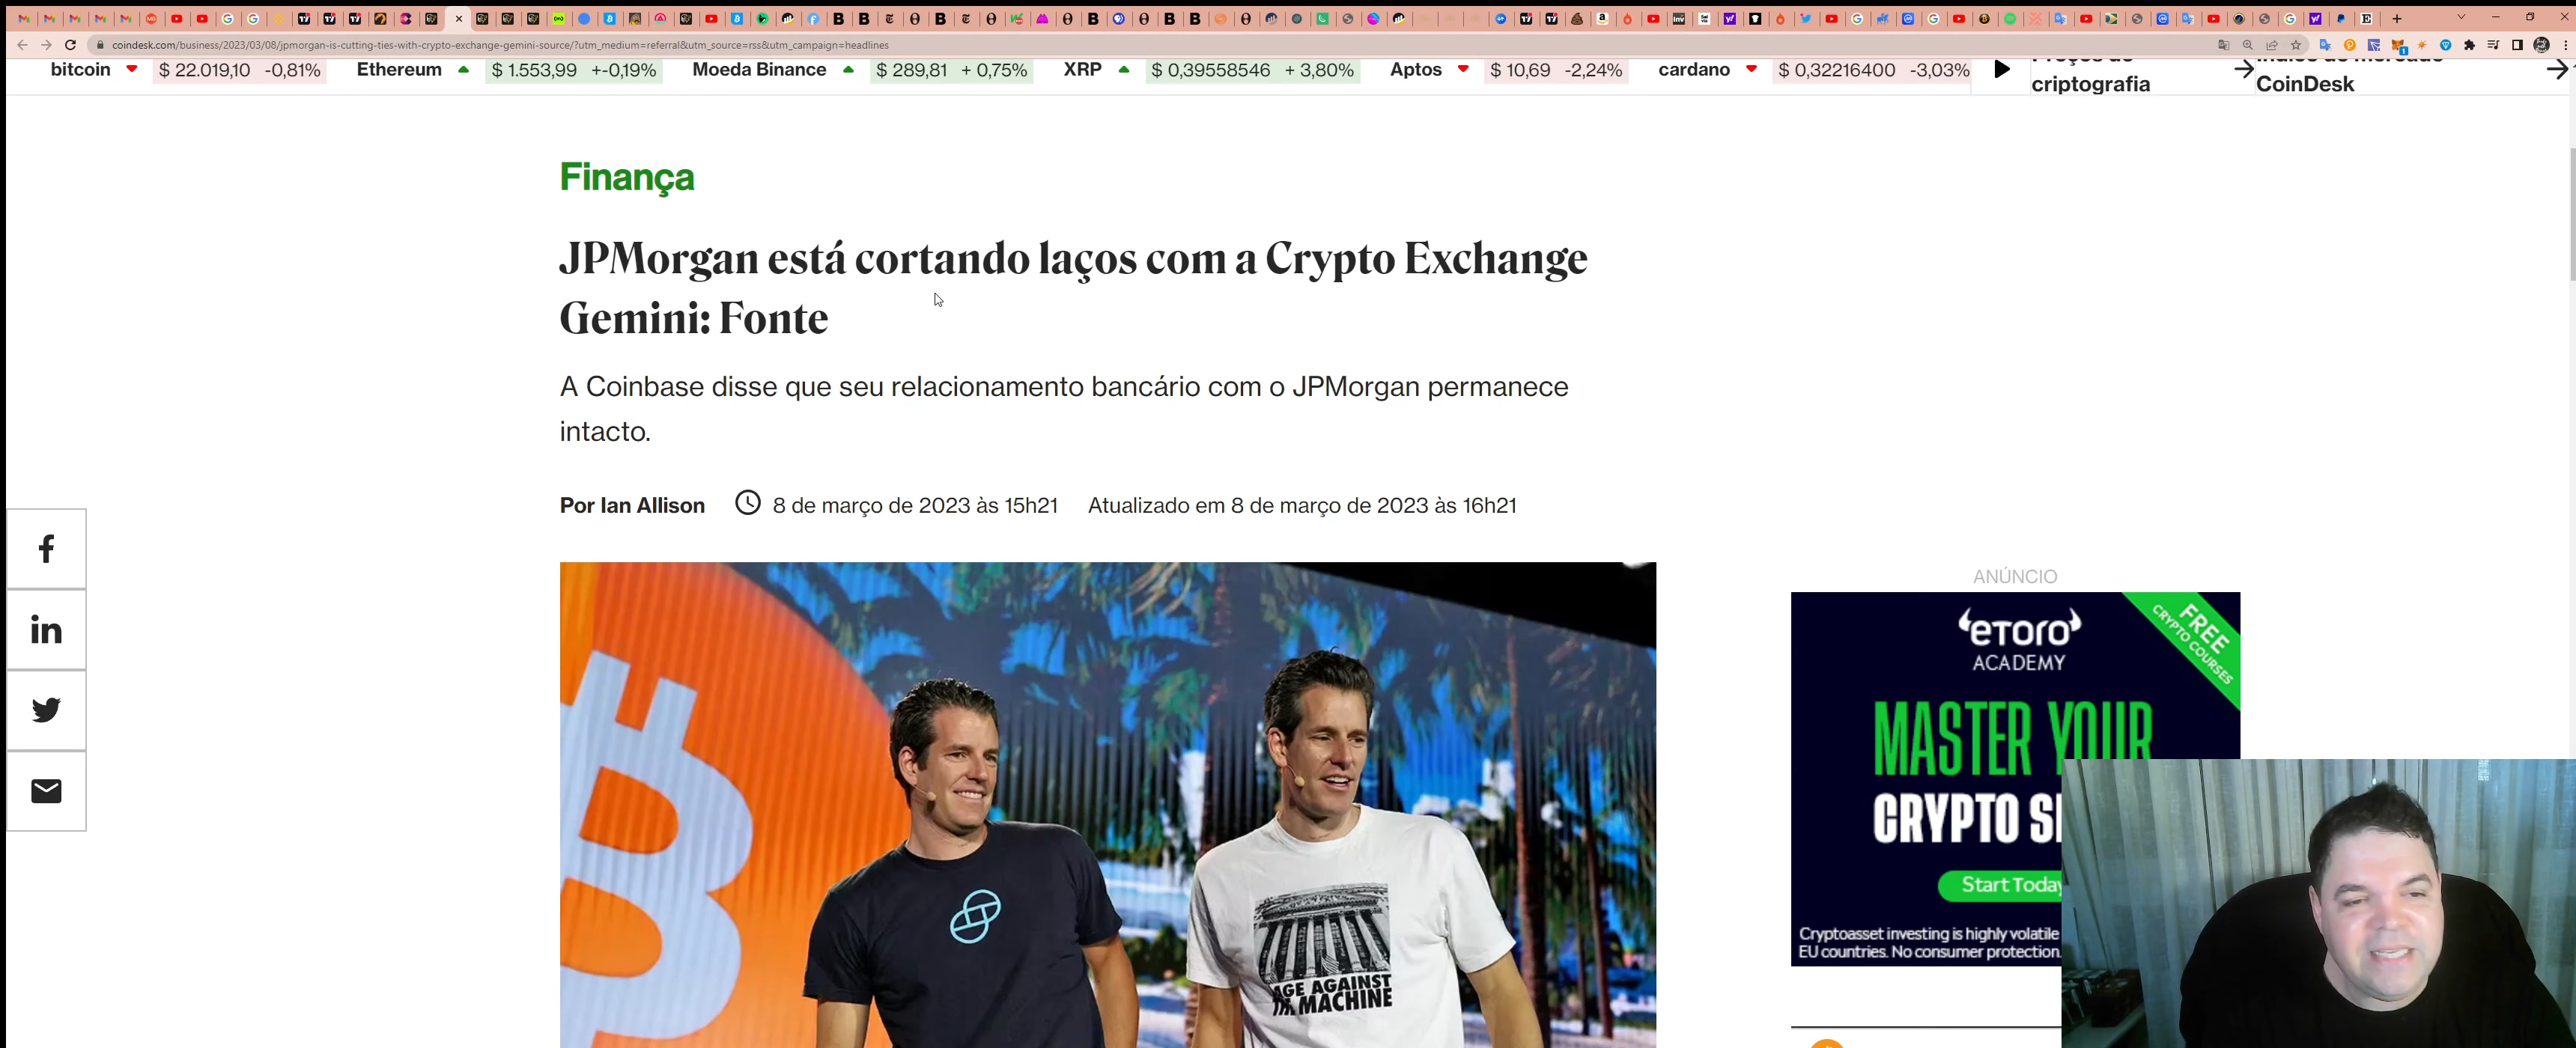 coindesk.com/business/2023/03/08/jpmorgan-is-cutting-ties-with-crypto-exchange-gemini-source/?utm_medium=referral&utm_source=rss&utm_campaign=headlines
bitcoin $ 22.019,10 -0,81% Ethereum $ 1.553,99 +-0,19% Moeda Binance $ 289,81 + 0,75% XRP $ 0,39558546 + 3,80% Aptos $ 10,69 -2,24% cardano $ 0,32216400 -3,03%
criptografia
CoinDesk
Finança
JPMorgan está cortando laços com a Crypto Exchange
Gemini: Fonte
A Coinbase disse que seu relacionamento bancário com o JPMorgan permanece
intacto.
Por Ian Allison 8 de março de 2023 às 15h21 Atualizado em 8 de março de 2023 às 16h21
ANÚNCIO
eToro
ACADEMY
FREE
CRYPTO COURSES
MASTER YOUR
CRYPTO
Start Today
Cryptoasset investing is highly volatile
EU countries. No consumer protection.
AGE AGAINST
MACHINE